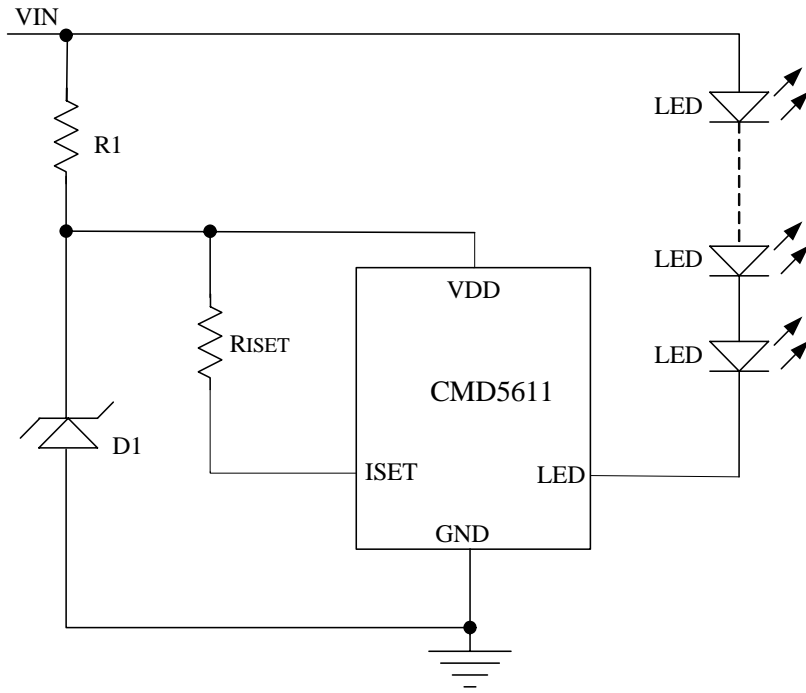 VIN
LED
R1
LED
VDD
RISET
LED
CMD5611
D1
ISET
LED
GND